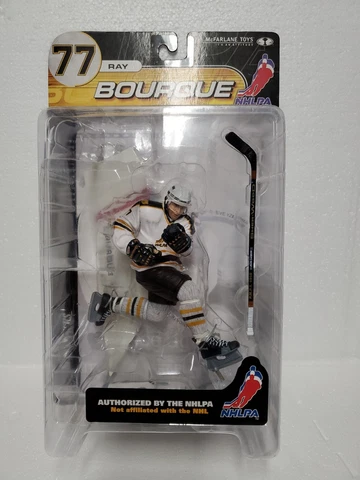 77
RAY
BOURQUE
McFARLANE TOYS
NHLPA
AUTHORIZED BY THE NHLPA
Not affiliated with the NHL
NHLPA